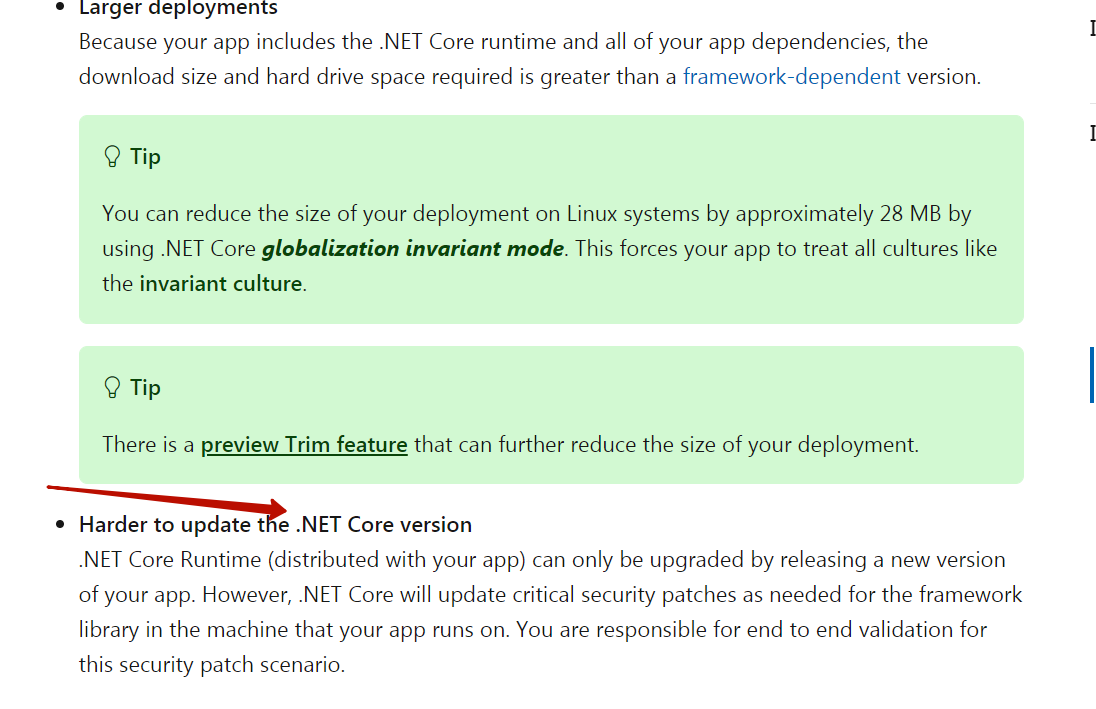 Larger deployments
Because your app includes the .NET Core runtime and all of your app dependencies, the
download size and hard drive space required is greater than a framework-dependent version.
Tip
You can reduce the size of your deployment on Linux systems by approximately 28 MB by
using .NET Core globalization invariant mode. This forces your app to treat all cultures like
the invariant culture.
Tip
There is a preview Trim feature that can further reduce the size of your deployment.
Harder to update the .NET Core version
.NET Core Runtime (distributed with your app) can only be upgraded by releasing a new version
of your app. However, .NET Core will update critical security patches as needed for the framework
library in the machine that your app runs on. You are responsible for end to end validation for
this security patch scenario.